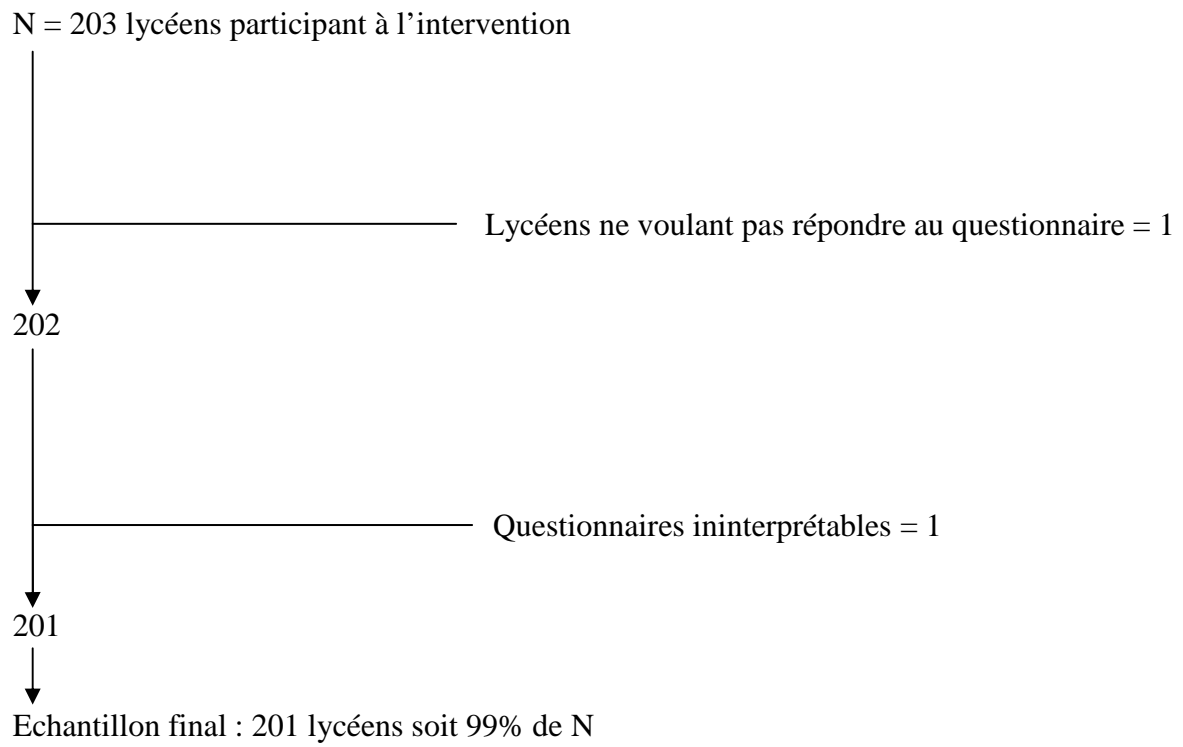 N = 203 lycéens participant à l’intervention
Lycéens ne voulant pas répondre au questionnaire = 1
202
Questionnaires ininterprétables = 1
201
Echantillon final : 201 lycéens soit 99% de N